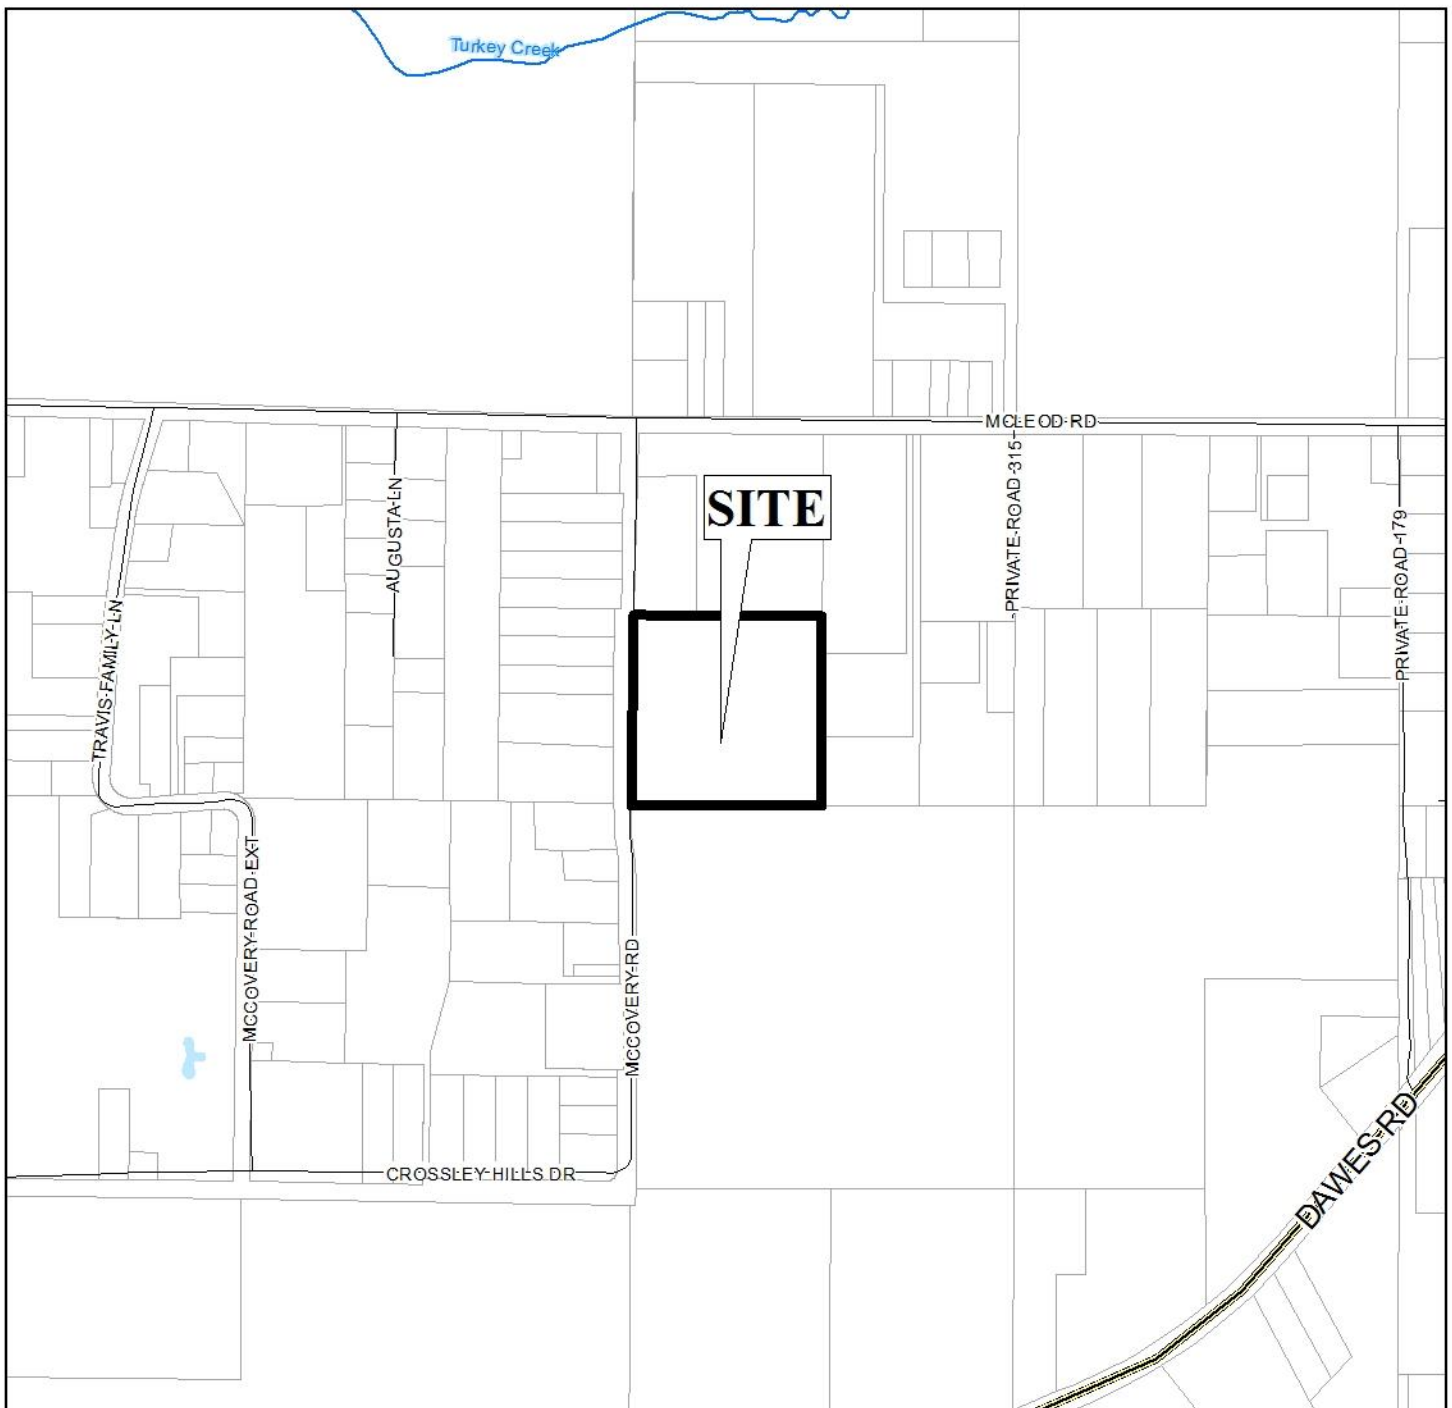 Turkey Creek
MCLEOD RD
SITE
PRIVATE ROAD 315
AUGUSTA LN
PRIVATE ROAD 179
TRAVIS FAMILY LN
MCCOVERY ROAD EXT
MCCOVERY RD
CROSSLEY HILLS DR
DAWES RD